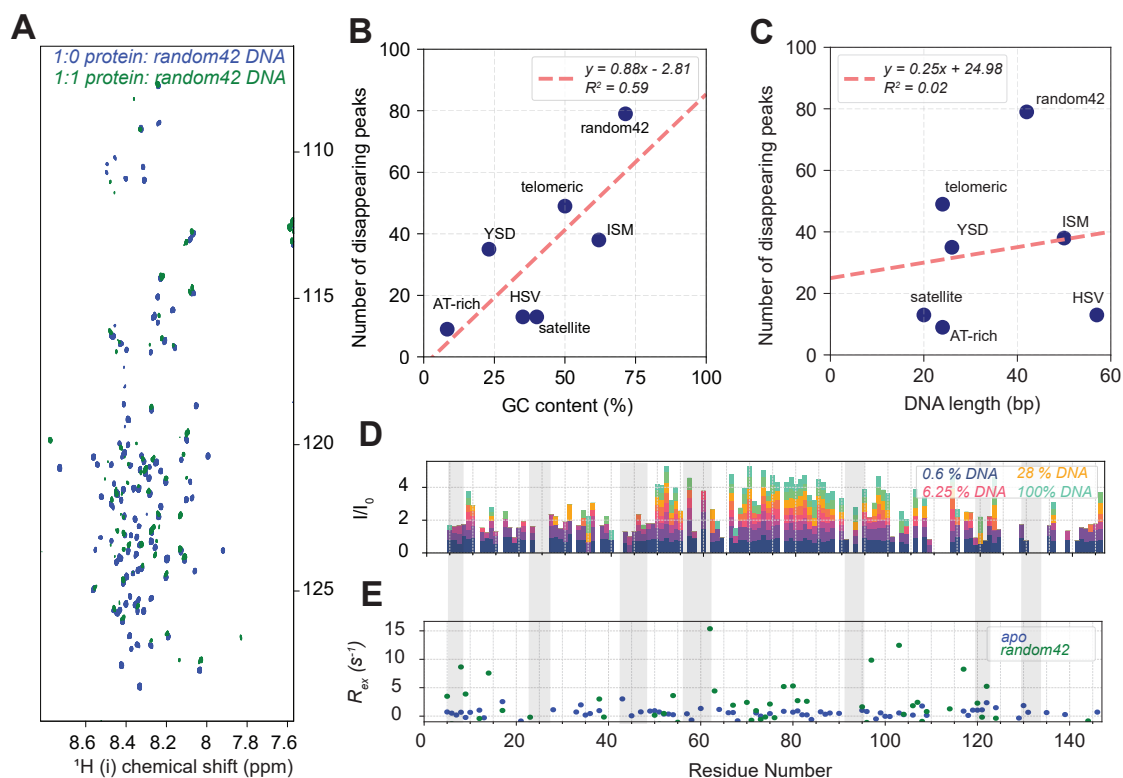 A
1:0 protein: random42 DNA
1:1 protein: random42 DNA
110
115
120
125
8.6 8.4 8.2 8 7.8 7.6
¹H (i) chemical shift (ppm)
B
Number of disappearing peaks
100
80
60
40
20
0
y = 0.88x - 2.81
R² = 0.59
random42
telomeric
YSD
ISM
AT-rich
HSV
satellite
0 25 50 75 100
GC content (%)
C
Number of disappearing peaks
100
80
60
40
20
0
y = 0.25x + 24.98
R² = 0.02
random42
telomeric
YSD
ISM
satellite
HSV
AT-rich
0 20 40 60
DNA length (bp)
D
I/I₀
4
2
0
0.6 % DNA 28 % DNA
6.25 % DNA 100% DNA
E
Rₑₓ (s⁻¹)
15
10
5
0
apo
random42
0 20 40 60 80 100 120 140
Residue Number